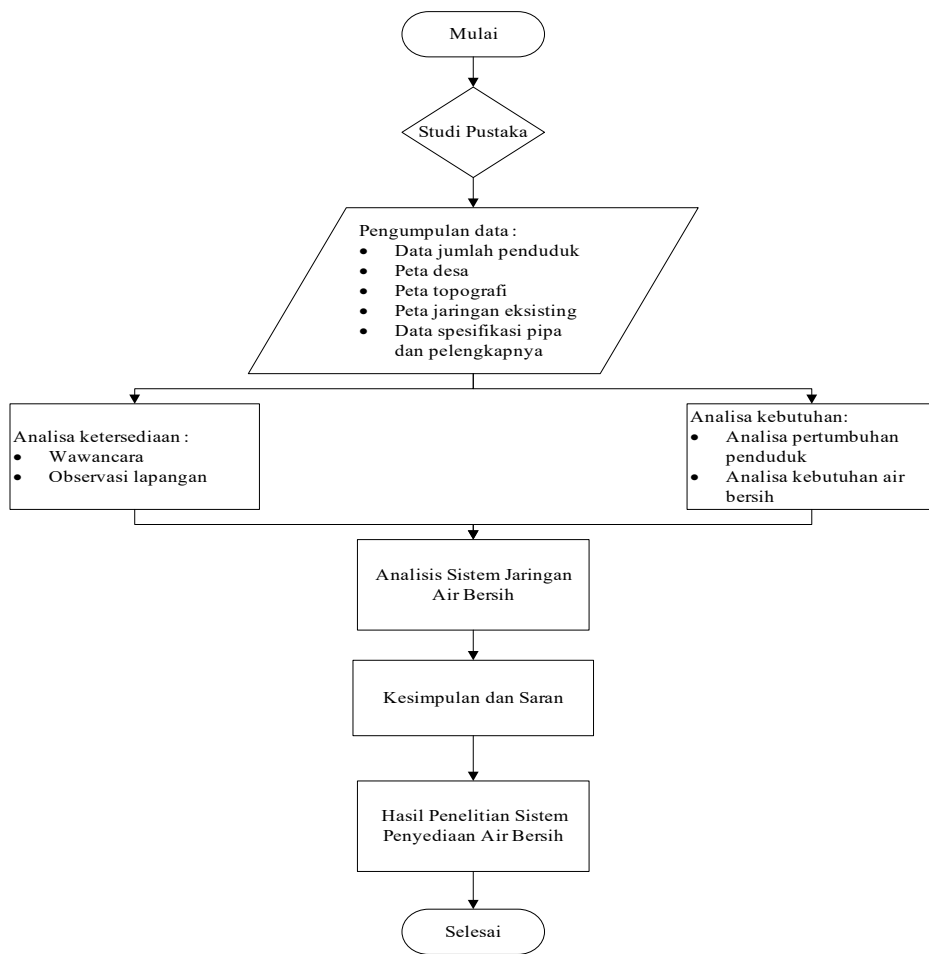 Mulai
Studi Pustaka
Pengumpulan data :
• Data jumlah penduduk
• Peta desa
• Peta topografi
• Peta jaringan eksisting
• Data spesifikasi pipa
dan pelengkapnya
Analisa ketersediaan :
• Wawancara
• Observasi lapangan
Analisa kebutuhan:
• Analisa pertumbuhan
penduduk
• Analisa kebutuhan air
bersih
Analisis Sistem Jaringan
Air Bersih
Kesimpulan dan Saran
Hasil Penelitian Sistem
Penyediaan Air Bersih
Selesai